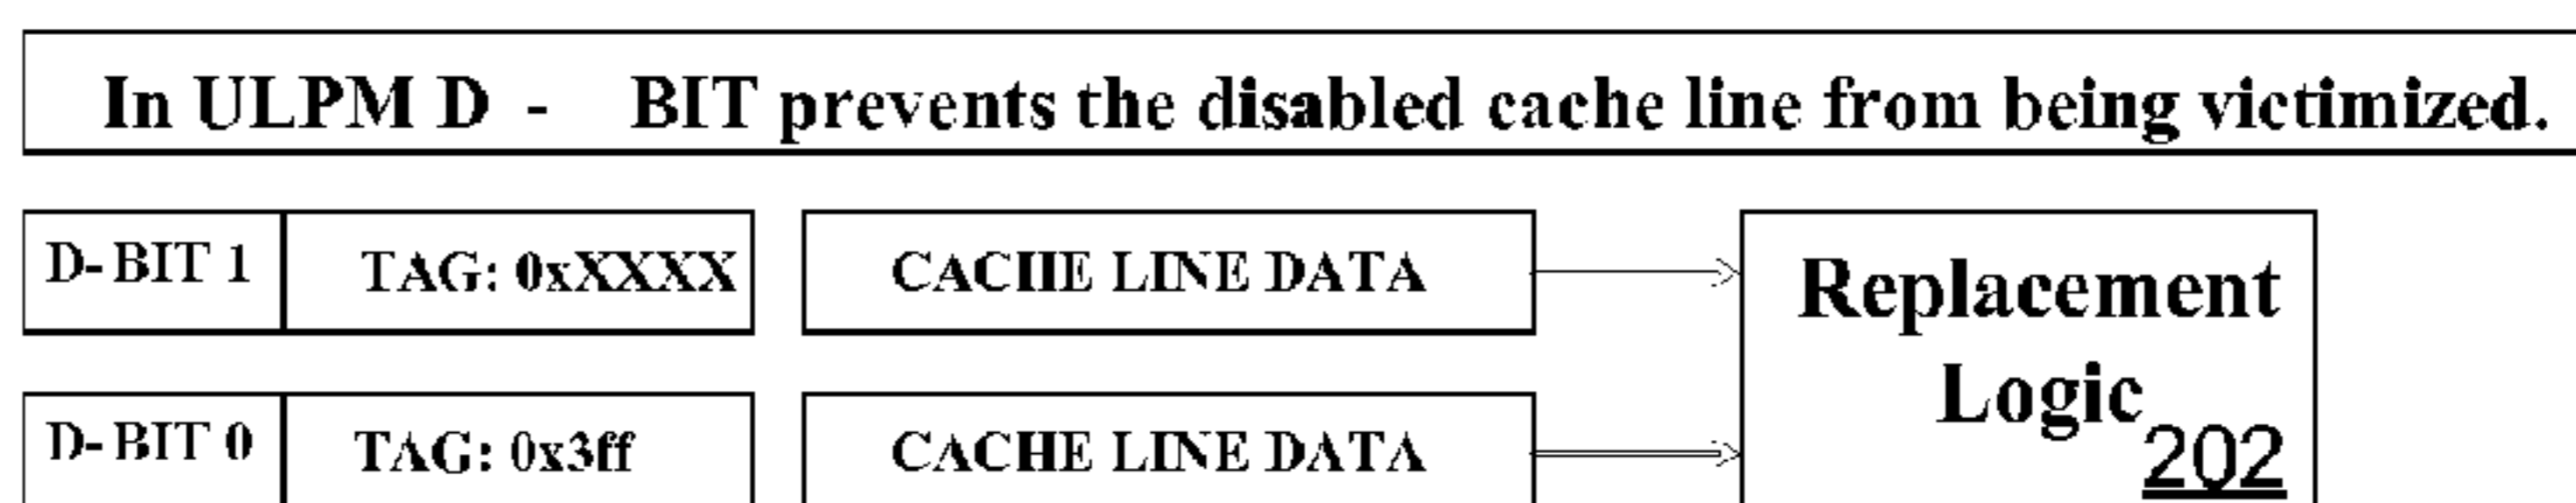 In ULPM D - BIT prevents the disabled cache line from being victimized.
D-BIT 1 TAG: 0xXXXX CACHE LINE DATA
Replacement
Logic
202
D-BIT 0 TAG: 0x3ff CACHE LINE DATA